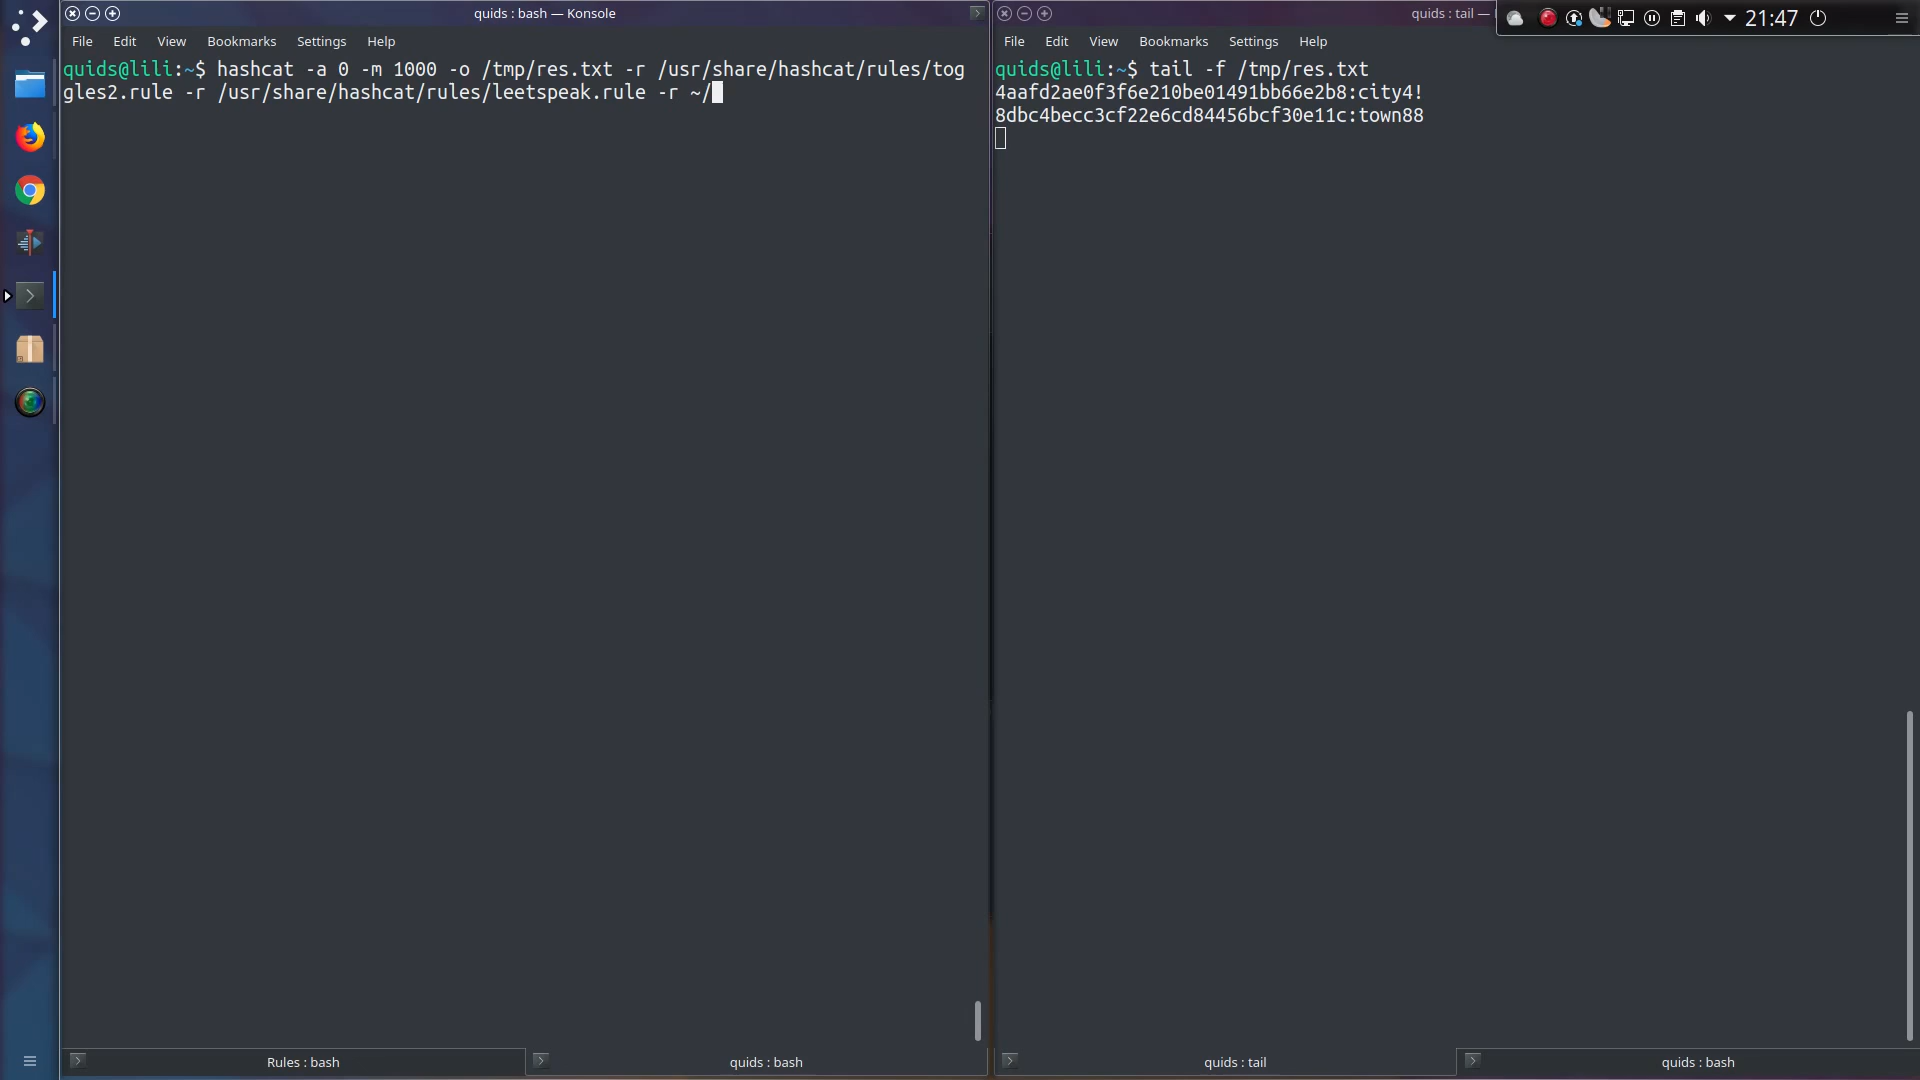 quids : bash — Konsole
File Edit View Bookmarks Settings Help
quids@lili:~$ hashcat -a 0 -m 1000 -o /tmp/res.txt -r /usr/share/hashcat/rules/tog
gles2.rule -r /usr/share/hashcat/rules/leetspeak.rule -r ~/
Rules : bash
quids : bash
quids : tail —
21:47
File Edit View Bookmarks Settings Help
quids@lili:~$ tail -f /tmp/res.txt
4aafd2ae0f3f6e210be01491bb66e2b8:city4!
8dbc4becc3cf22e6cd84456bcf30e11c:town88
quids : tail
quids : bash